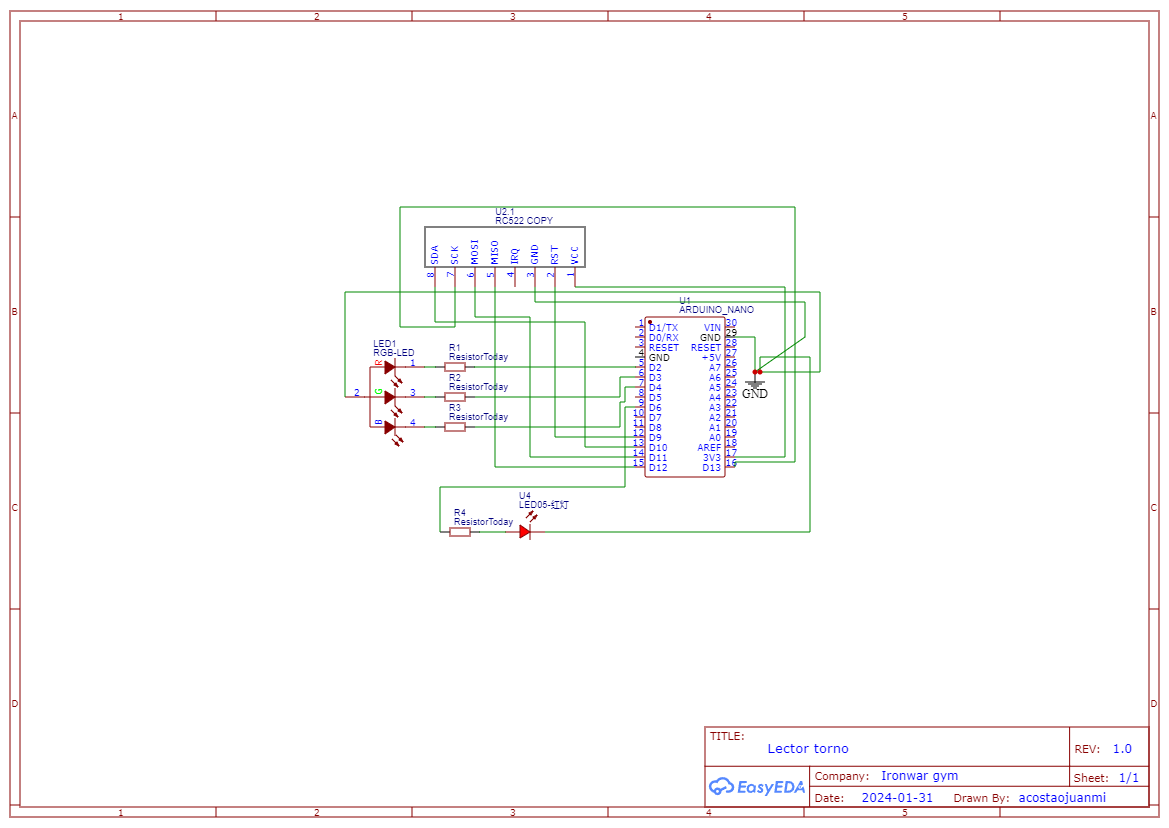 1 2 3 4 5
A
A
B
B
C
C
D
D
U2.1
RC522 COPY
SDA
SCK
MOSI
MISO
IRQ
GND
RST
VCC
8 7 6 5 4 3 2 1
LED1
RGB-LED
R
G
B
1
2
3
4
R1
ResistorToday
R2
ResistorToday
R3
ResistorToday
U1
ARDUINO_NANO
1 D1/TX VIN 30
2 D0/RX GND 29
3 RESET RESET 28
4 GND +5V 27
5 D2 A7 26
6 D3 A6 25
7 D4 A5 24
8 D5 A4 23
9 D6 A3 22
10 D7 A2 21
11 D8 A1 20
12 D9 A0 19
13 D10 AREF 18
14 D11 3V3 17
15 D12 D13 16
GND
U4
LED05-红灯
R4
ResistorToday
TITLE:
Lector torno
REV: 1.0
EasyEDA
Company: Ironwar gym
Sheet: 1/1
Date: 2024-01-31 Drawn By: acostaojuanmi
1 2 3 4 5